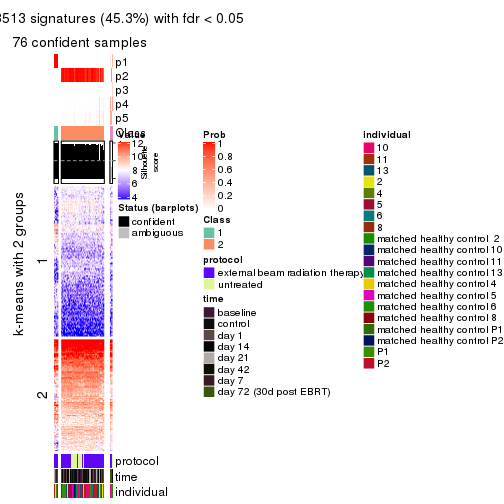 3513 signatures (45.3%) with fdr < 0.05
76 confident samples
p1
p2
p3
p4
p5
Class
Value
12
10
8
6
4
Silhouette
score
Status (barplots)
confident
ambiguous
Prob
1
0.8
0.6
0.4
0.2
0
Class
1
2
protocol
external beam radiation therapy
untreated
time
baseline
control
day 1
day 14
day 21
day 42
day 7
day 72 (30d post EBRT)
individual
10
11
13
2
4
5
6
8
matched healthy control 2
matched healthy control 10
matched healthy control 11
matched healthy control 13
matched healthy control 4
matched healthy control 5
matched healthy control 6
matched healthy control 8
matched healthy control P1
matched healthy control P2
P1
P2
k-means with 2 groups
1
2
protocol
time
individual